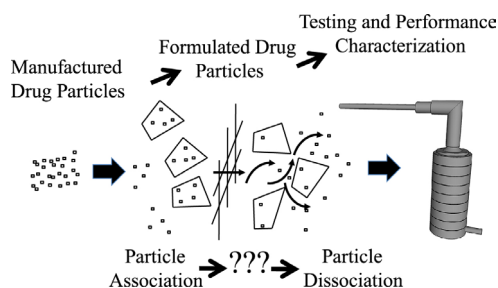 Manufactured
Drug Particles
Formulated Drug
Particles
Testing and Performance
Characterization
Particle
Association
???
Particle
Dissociation